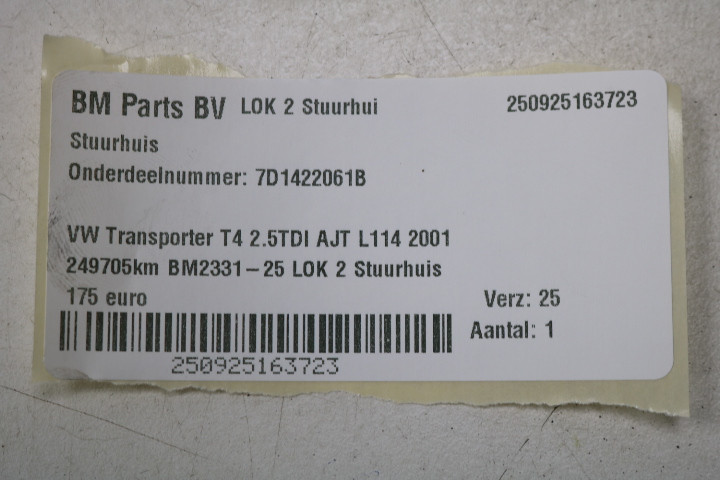 BM Parts BV LOK 2 Stuurhui 250925163723
Stuurhuis
Onderdeelnummer: 7D1422061B
VW Transporter T4 2.5TDI AJT L114 2001
249705km BM2331-25 LOK 2 Stuurhuis
175 euro Verz: 25
Aantal: 1
250925163723